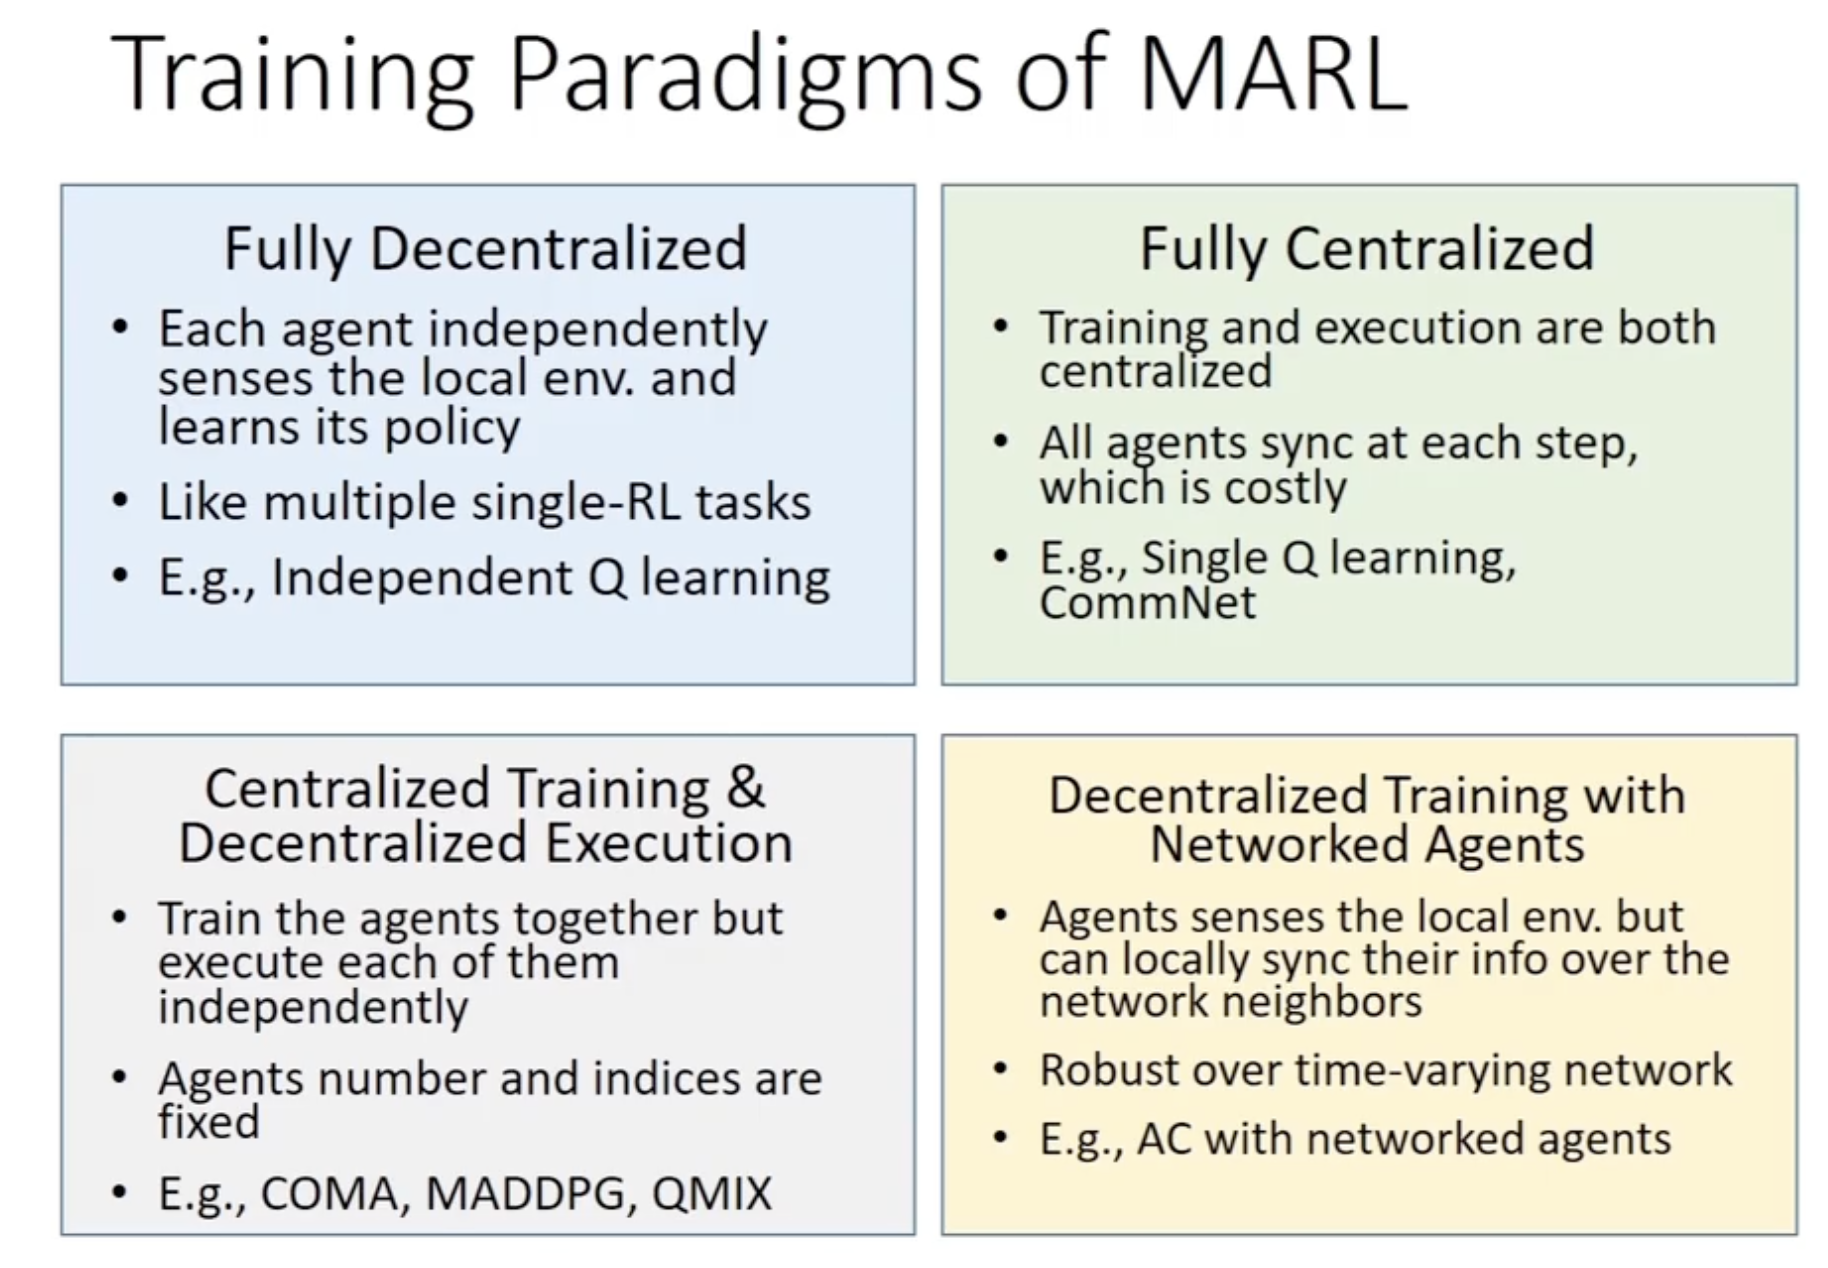 Training Paradigms of MARL
Fully Decentralized
• Each agent independently
senses the local env. and
learns its policy
• Like multiple single-RL tasks
• E.g., Independent Q learning
Fully Centralized
• Training and execution are both
centralized
• All agents sync at each step,
which is costly
• E.g., Single Q learning,
CommNet
Centralized Training &
Decentralized Execution
• Train the agents together but
execute each of them
independently
• Agents number and indices are
fixed
• E.g., COMA, MADDPG, QMIX
Decentralized Training with
Networked Agents
• Agents senses the local env. but
can locally sync their info over the
network neighbors
• Robust over time-varying network
• E.g., AC with networked agents